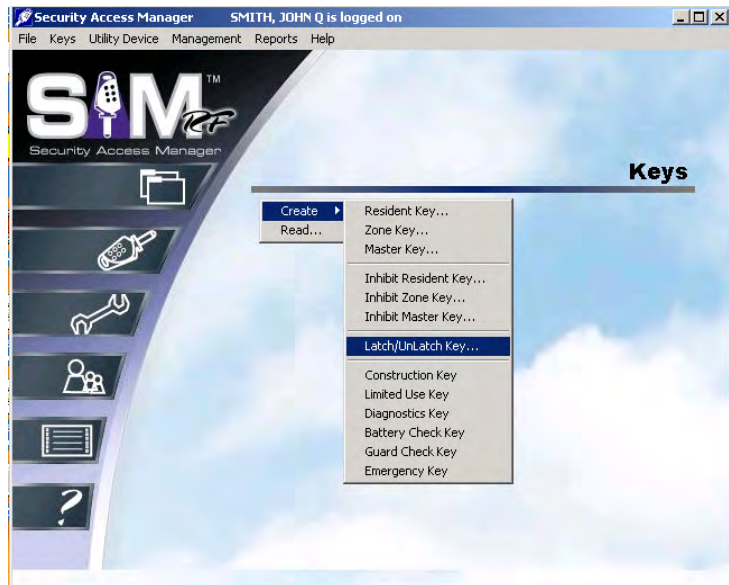 Security Access Manager SMITH, JOHN Q is logged on
File Keys Utility Device Management Reports Help
SAM™
RF
Security Access Manager
Keys
Create
Read...
Resident Key...
Zone Key...
Master Key...
Inhibit Resident Key...
Inhibit Zone Key...
Inhibit Master Key...
Latch/UnLatch Key...
Construction Key
Limited Use Key
Diagnostics Key
Battery Check Key
Guard Check Key
Emergency Key
?